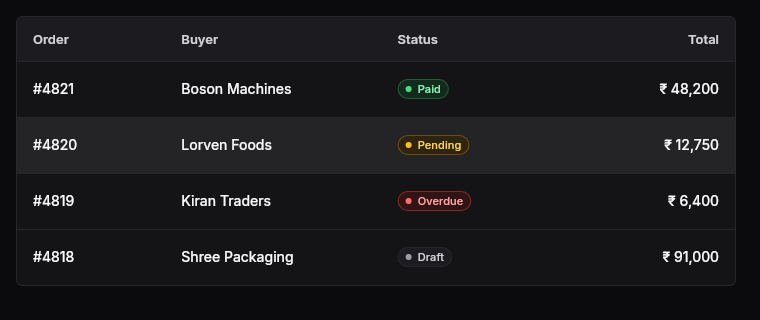 Order Buyer Status Total
#4821 Boson Machines Paid ₹ 48,200
#4820 Lorven Foods Pending ₹ 12,750
#4819 Kiran Traders Overdue ₹ 6,400
#4818 Shree Packaging Draft ₹ 91,000